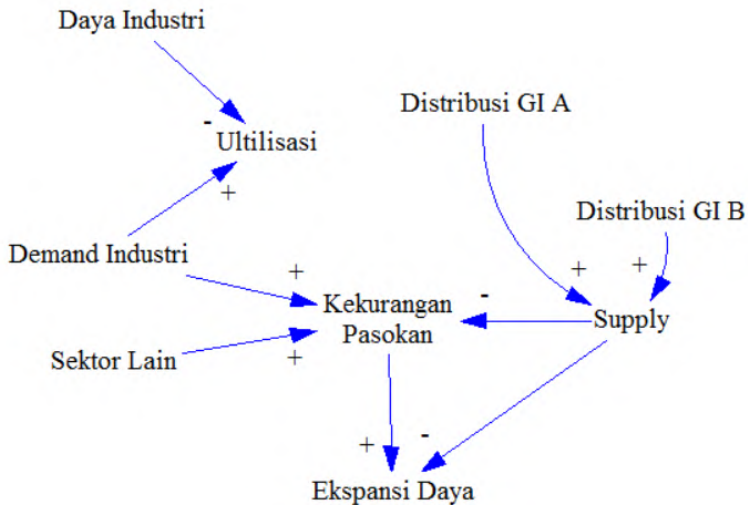 Daya Industri
Distribusi GI A
-
Ultilisasi
+
Distribusi GI B
Demand Industri
+
+
+
-
Kekurangan
Pasokan
Supply
Sektor Lain
+
+
-
Ekspansi Daya